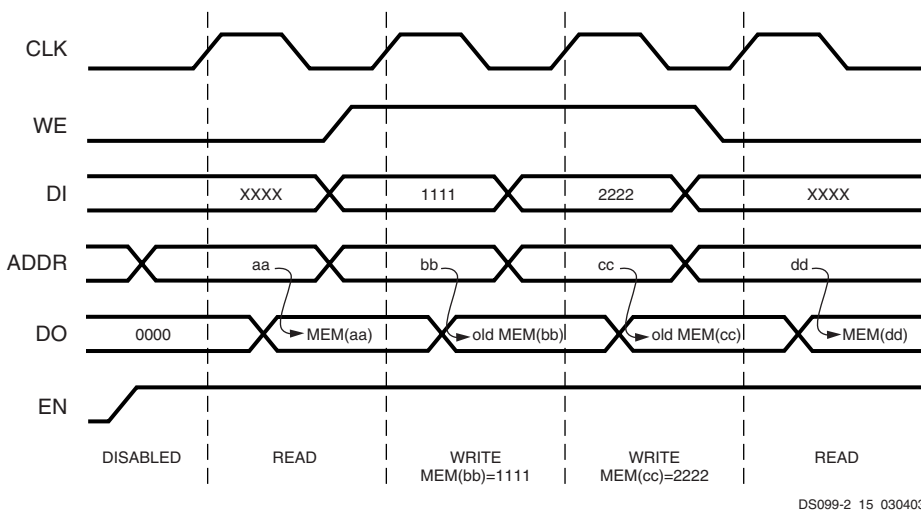 CLK
WE
DI XXXX 1111 2222 XXXX
ADDR aa bb cc dd
DO 0000 MEM(aa) old MEM(bb) old MEM(cc) MEM(dd)
EN
DISABLED READ WRITE WRITE READ
MEM(bb)=1111 MEM(cc)=2222
DS099-2_15_030403